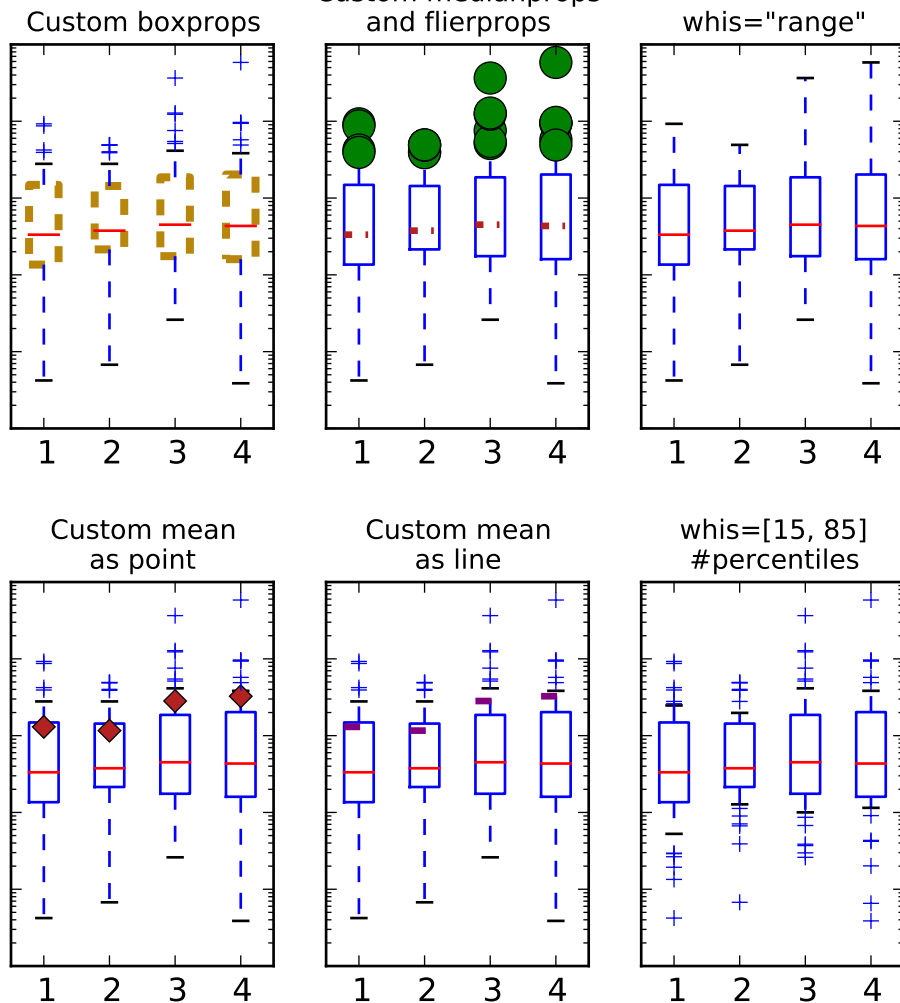 Custom boxprops
Custom medianprops
and flierprops
whis="range"
1 2 3 4
1 2 3 4
1 2 3 4
Custom mean
as point
Custom mean
as line
whis=[15, 85]
#percentiles
1 2 3 4
1 2 3 4
1 2 3 4